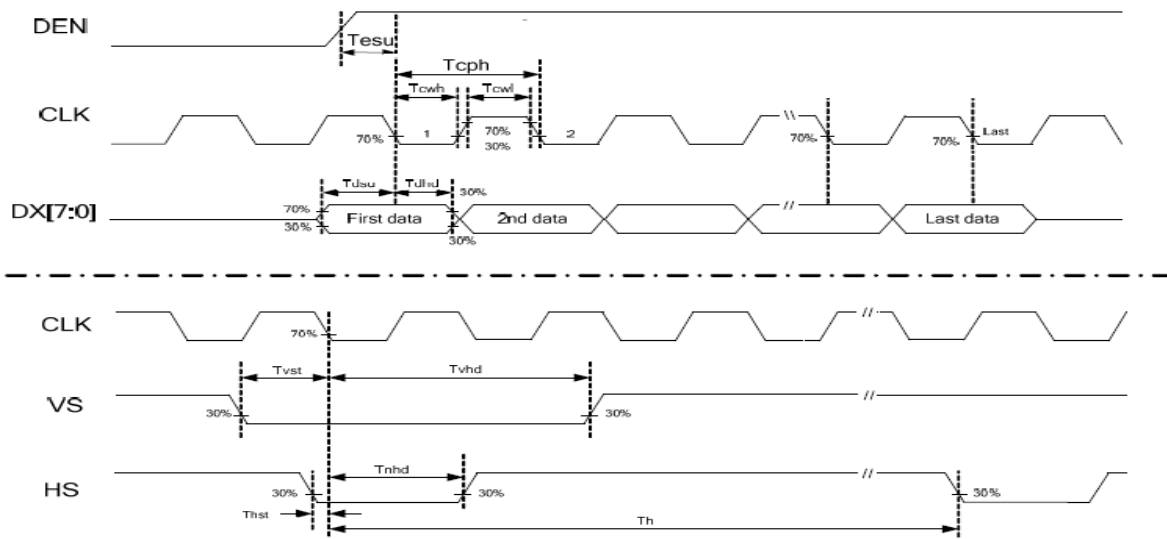 DEN
Tesu
Tcph
Tcwh Tcwl
CLK
70% 1 70% 2 \\ 70% 70% Last
30%
Tdsu Tdhd 30%
DX[7:0] 70% First data 2nd data // Last data
30% 30%
CLK 70% //
Tvst Tvhd
VS 30% 30% //
Tnhd
HS 30% 30% // 30%
Thst Th